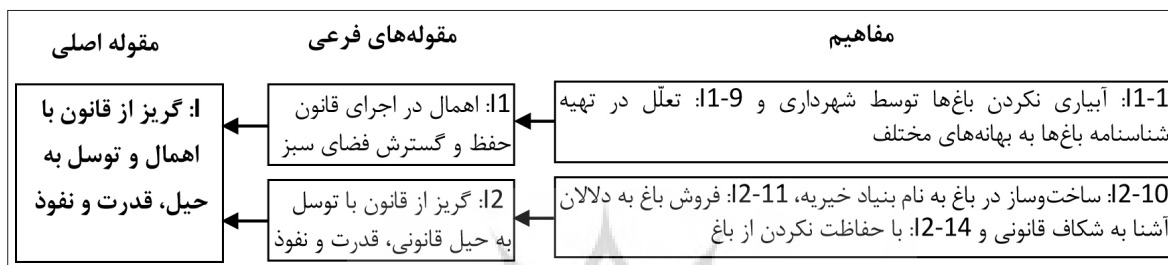 مفاهیم
مقوله‌های فرعی
مقوله اصلی
I1-1: آبیاری نکردن باغ‌ها توسط شهرداری و I1-9: تعلّل در تهیه
شناسنامه باغ‌ها به بهانه‌های مختلف
I1: اهمال در اجرای قانون
حفظ و گسترش فضای سبز
I: گریز از قانون با
اهمال و توسل به
حیل، قدرت و نفوذ
I2-10: ساخت‌وساز در باغ به نام بنیاد خیریه، I2-11: فروش باغ به دلالان
آشنا به شکاف قانونی و I2-14: با حفاظت نکردن از باغ
I2: گریز از قانون با توسل
به حیل قانونی، قدرت و نفوذ